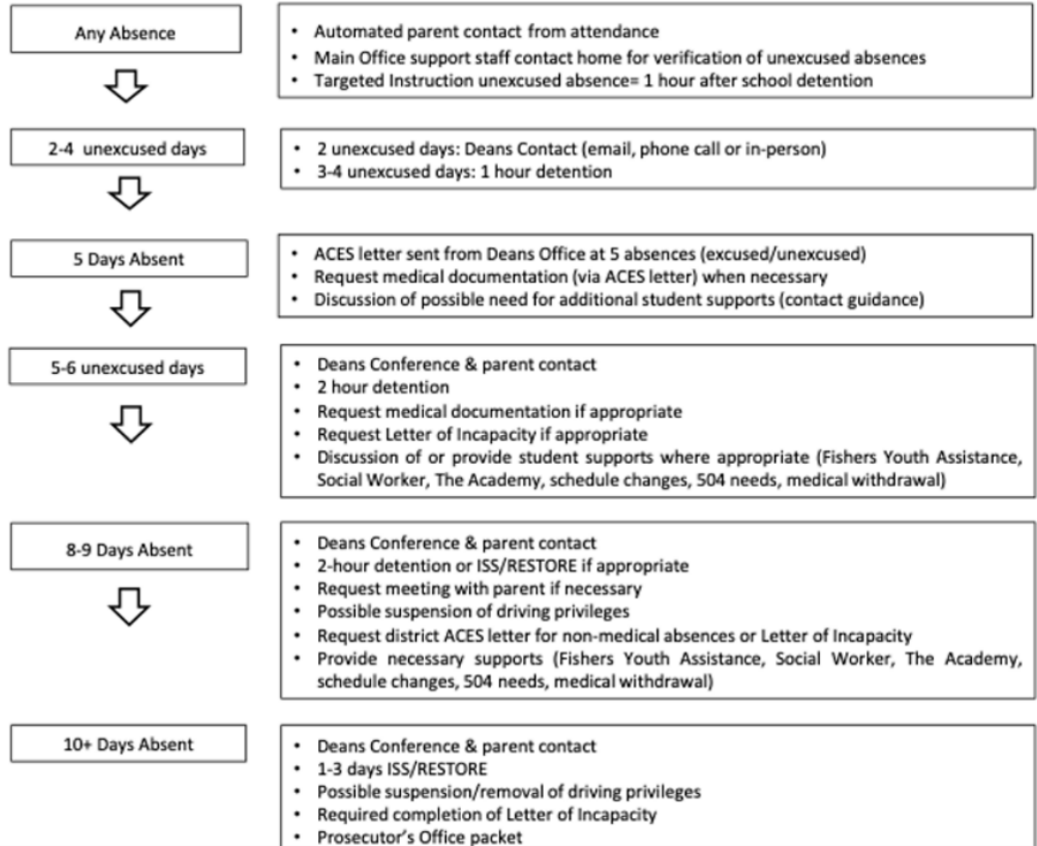 Any Absence
• Automated parent contact from attendance
• Main Office support staff contact home for verification of unexcused absences
• Targeted Instruction unexcused absence= 1 hour after school detention
2-4 unexcused days
• 2 unexcused days: Deans Contact (email, phone call or in-person)
• 3-4 unexcused days: 1 hour detention
5 Days Absent
• ACES letter sent from Deans Office at 5 absences (excused/unexcused)
• Request medical documentation (via ACES letter) when necessary
• Discussion of possible need for additional student supports (contact guidance)
5-6 unexcused days
• Deans Conference & parent contact
• 2 hour detention
• Request medical documentation if appropriate
• Request Letter of Incapacity if appropriate
• Discussion of or provide student supports where appropriate (Fishers Youth Assistance,
Social Worker, The Academy, schedule changes, 504 needs, medical withdrawal)
8-9 Days Absent
• Deans Conference & parent contact
• 2-hour detention or ISS/RESTORE if appropriate
• Request meeting with parent if necessary
• Possible suspension of driving privileges
• Request district ACES letter for non-medical absences or Letter of Incapacity
• Provide necessary supports (Fishers Youth Assistance, Social Worker, The Academy,
schedule changes, 504 needs, medical withdrawal)
10+ Days Absent
• Deans Conference & parent contact
• 1-3 days ISS/RESTORE
• Possible suspension/removal of driving privileges
• Required completion of Letter of Incapacity
• Prosecutor's Office packet